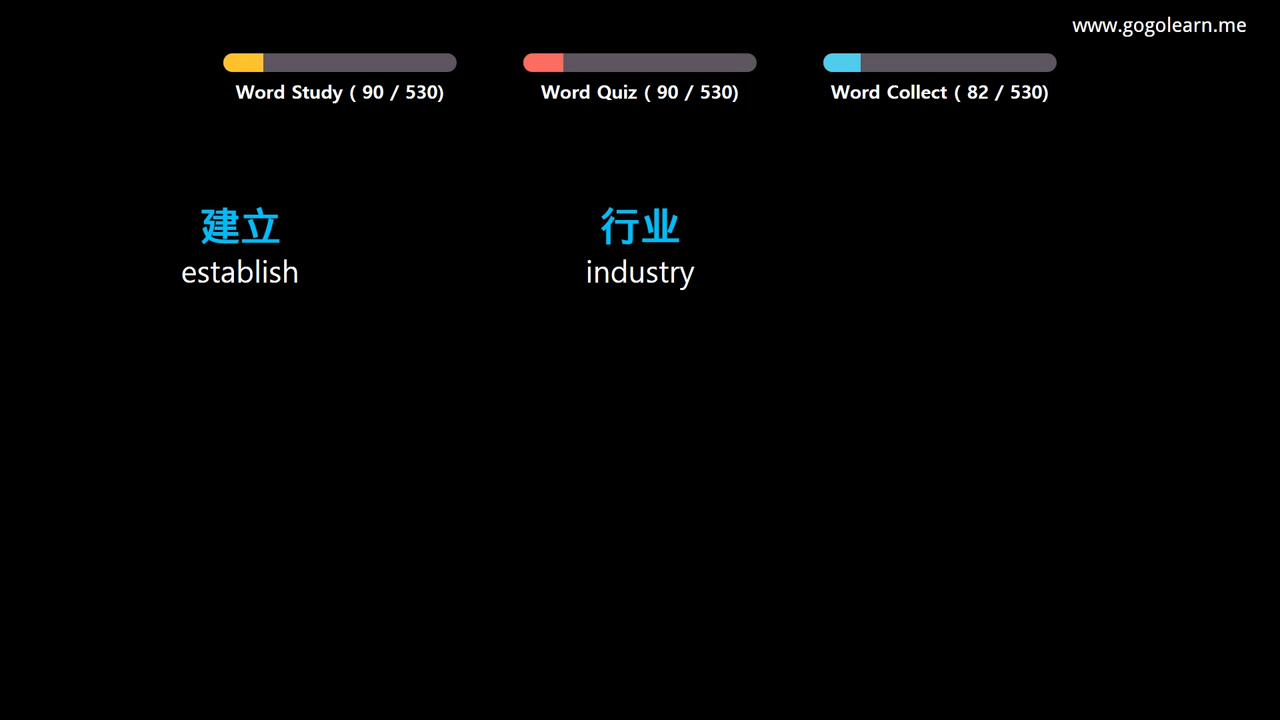 www.gogolearn.me
Word Study ( 90 / 530)
Word Quiz ( 90 / 530)
Word Collect ( 82 / 530)
建立
establish
行业
industry